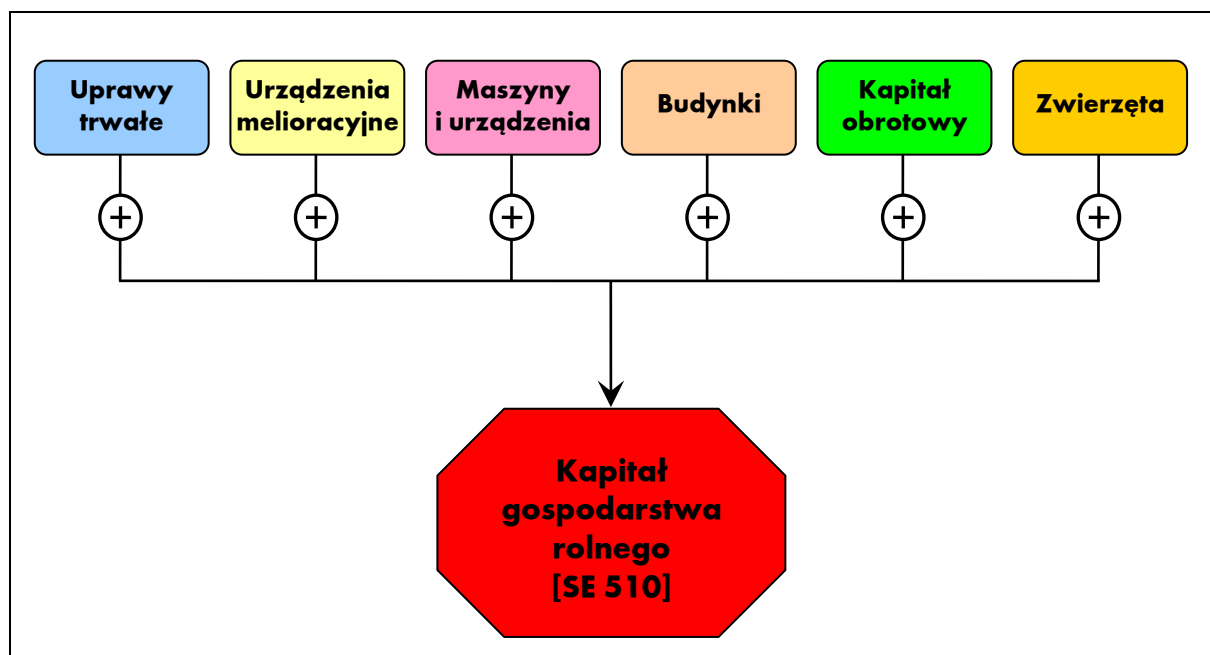 Uprawy
trwałe
Urządzenia
melioracyjne
Maszyny
i urządzenia
Budynki
Kapitał
obrotowy
Zwierzęta
+ + + + + +
Kapitał
gospodarstwa
rolnego
[SE 510]